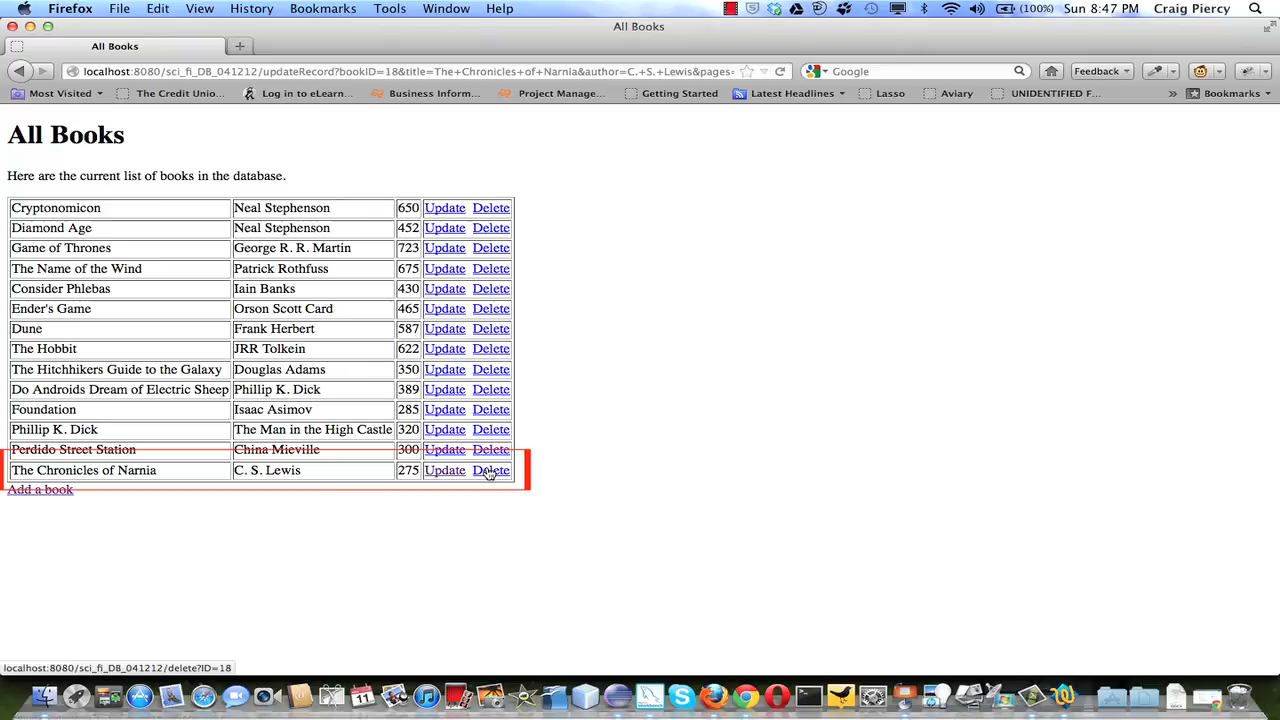 Firefox File Edit View History Bookmarks Tools Window Help (100%) Sun 8:47 PM Craig Piercy
All Books
All Books
localhost:8080/sci_fi_DB_041212/updateRecord?bookID=18&title=The+Chronicles+of+Narnia&author=C.+S.+Lewis&pages= Google Feedback
Most Visited The Credit Unio... Log in to eLearn... Business Inform... Project Manage... Getting Started Latest Headlines Lasso Aviary UNIDENTIFIED F... » Bookmarks
All Books
Here are the current list of books in the database.
Cryptonomicon Neal Stephenson 650 Update Delete
Diamond Age Neal Stephenson 452 Update Delete
Game of Thrones George R. R. Martin 723 Update Delete
The Name of the Wind Patrick Rothfuss 675 Update Delete
Consider Phlebas Iain Banks 430 Update Delete
Ender's Game Orson Scott Card 465 Update Delete
Dune Frank Herbert 587 Update Delete
The Hobbit JRR Tolkein 622 Update Delete
The Hitchhikers Guide to the Galaxy Douglas Adams 350 Update Delete
Do Androids Dream of Electric Sheep Phillip K. Dick 389 Update Delete
Foundation Isaac Asimov 285 Update Delete
Phillip K. Dick The Man in the High Castle 320 Update Delete
Perdido Street Station China Mieville 300 Update Delete
The Chronicles of Narnia C. S. Lewis 275 Update Delete
Add a book
localhost:8080/sci_fi_DB_041212/delete?ID=18